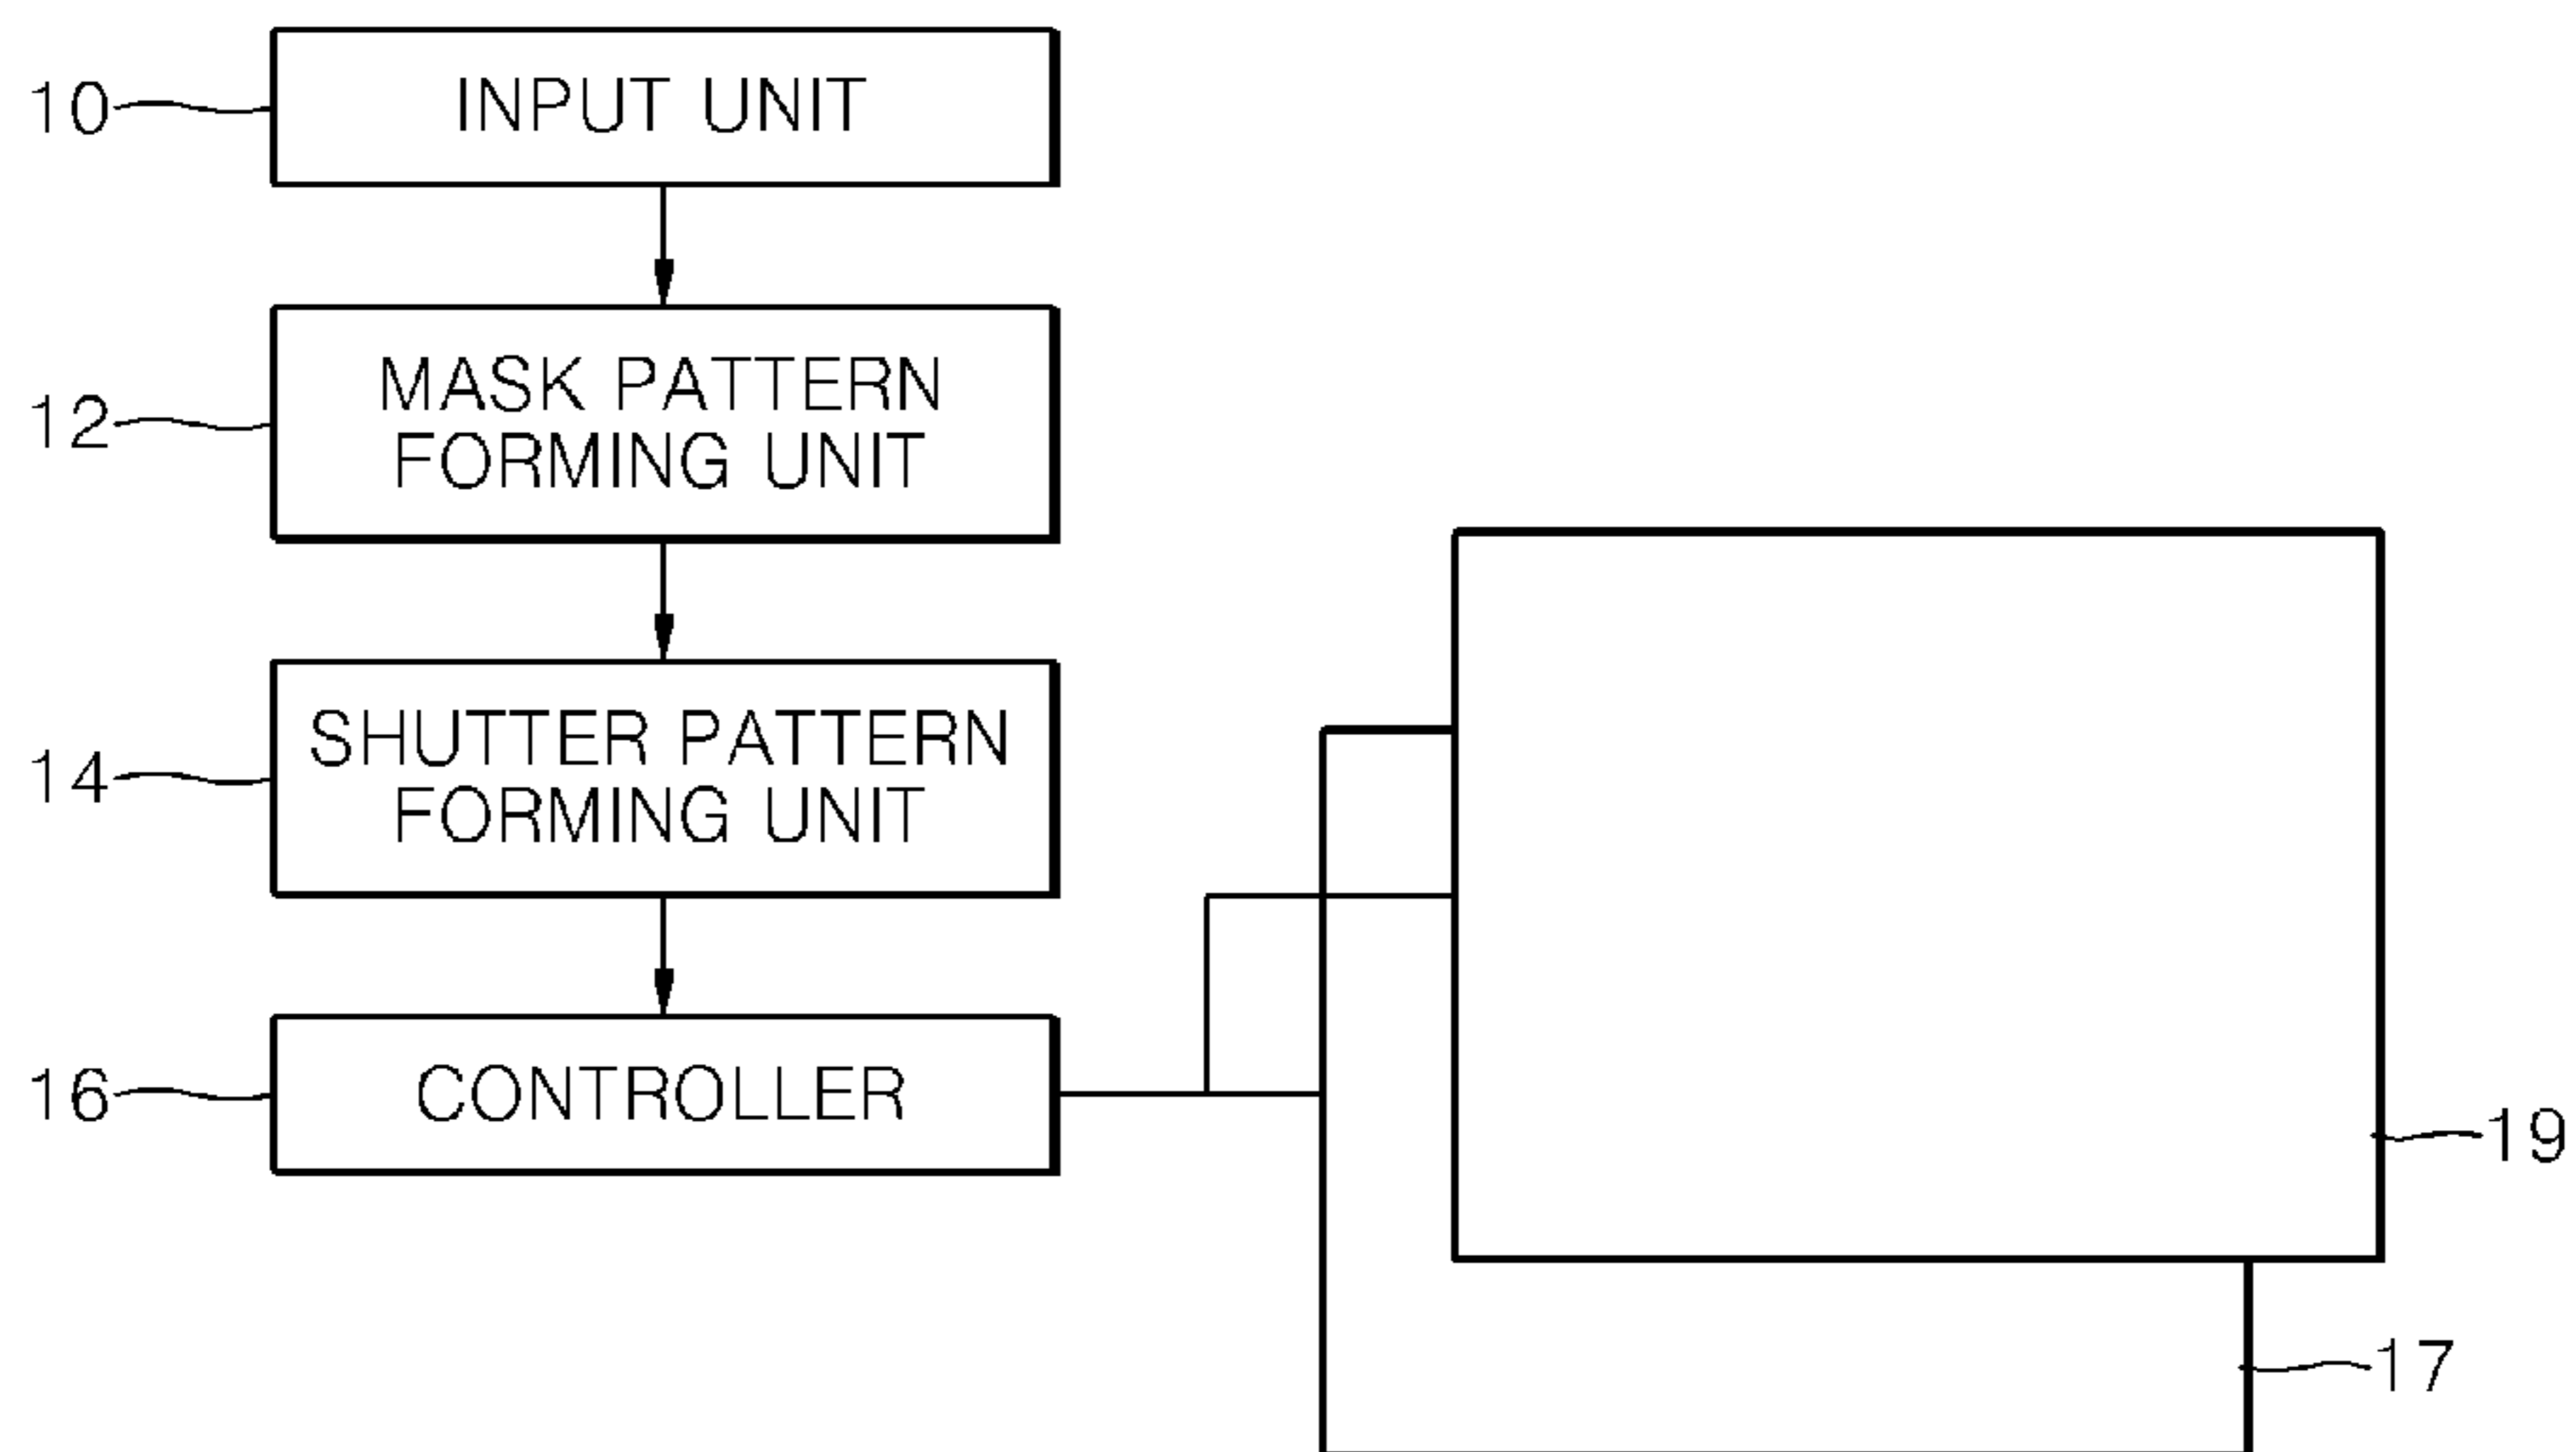 10
INPUT UNIT
12
MASK PATTERN
FORMING UNIT
14
SHUTTER PATTERN
FORMING UNIT
16
CONTROLLER
19
17